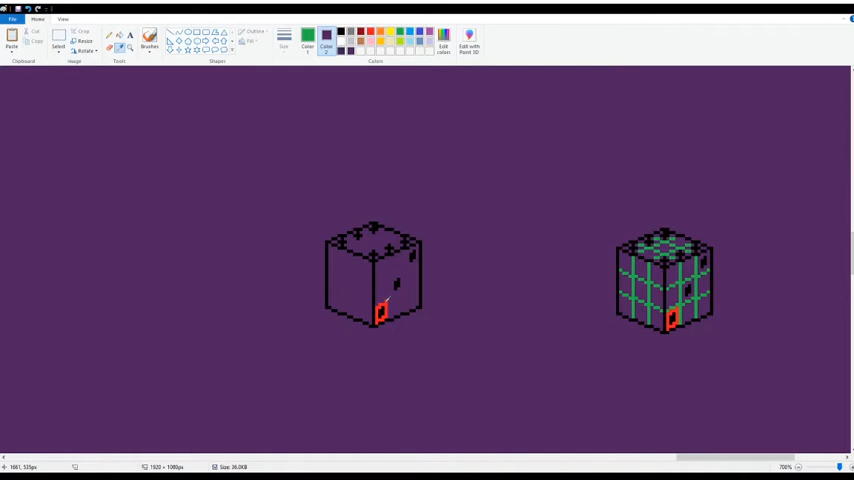 File
Home
View
Paste
Cut
Copy
Clipboard
Select
Crop
Resize
Rotate
Image
Tools
Brushes
Outline
Fill
Shapes
Size
Color
1
Color
2
Edit
colors
Edit with
Paint 3D
Colors
1661, 535px
1920 × 1080px
Size: 36.0KB
700%